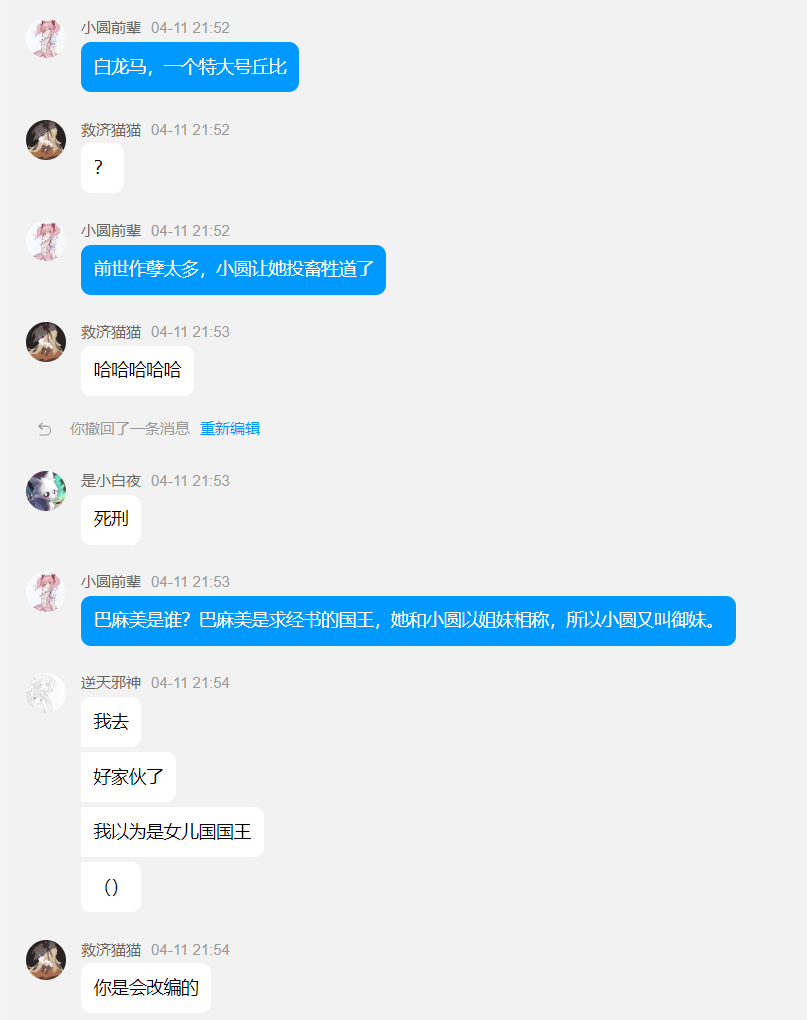 小圆前辈 04-11 21:52
白龙马，一个特大号丘比
救济猫猫 04-11 21:52
？
小圆前辈 04-11 21:52
前世作孽太多，小圆让她投畜牲道了
救济猫猫 04-11 21:53
哈哈哈哈哈
你撤回了一条消息 重新编辑
是小白夜 04-11 21:53
死刑
小圆前辈 04-11 21:53
巴麻美是谁？巴麻美是求经书的国王，她和小圆以姐妹相称，所以小圆又叫御妹。
逆天邪神 04-11 21:54
我去
好家伙了
我以为是女儿国国王
（）
救济猫猫 04-11 21:54
你是会改编的